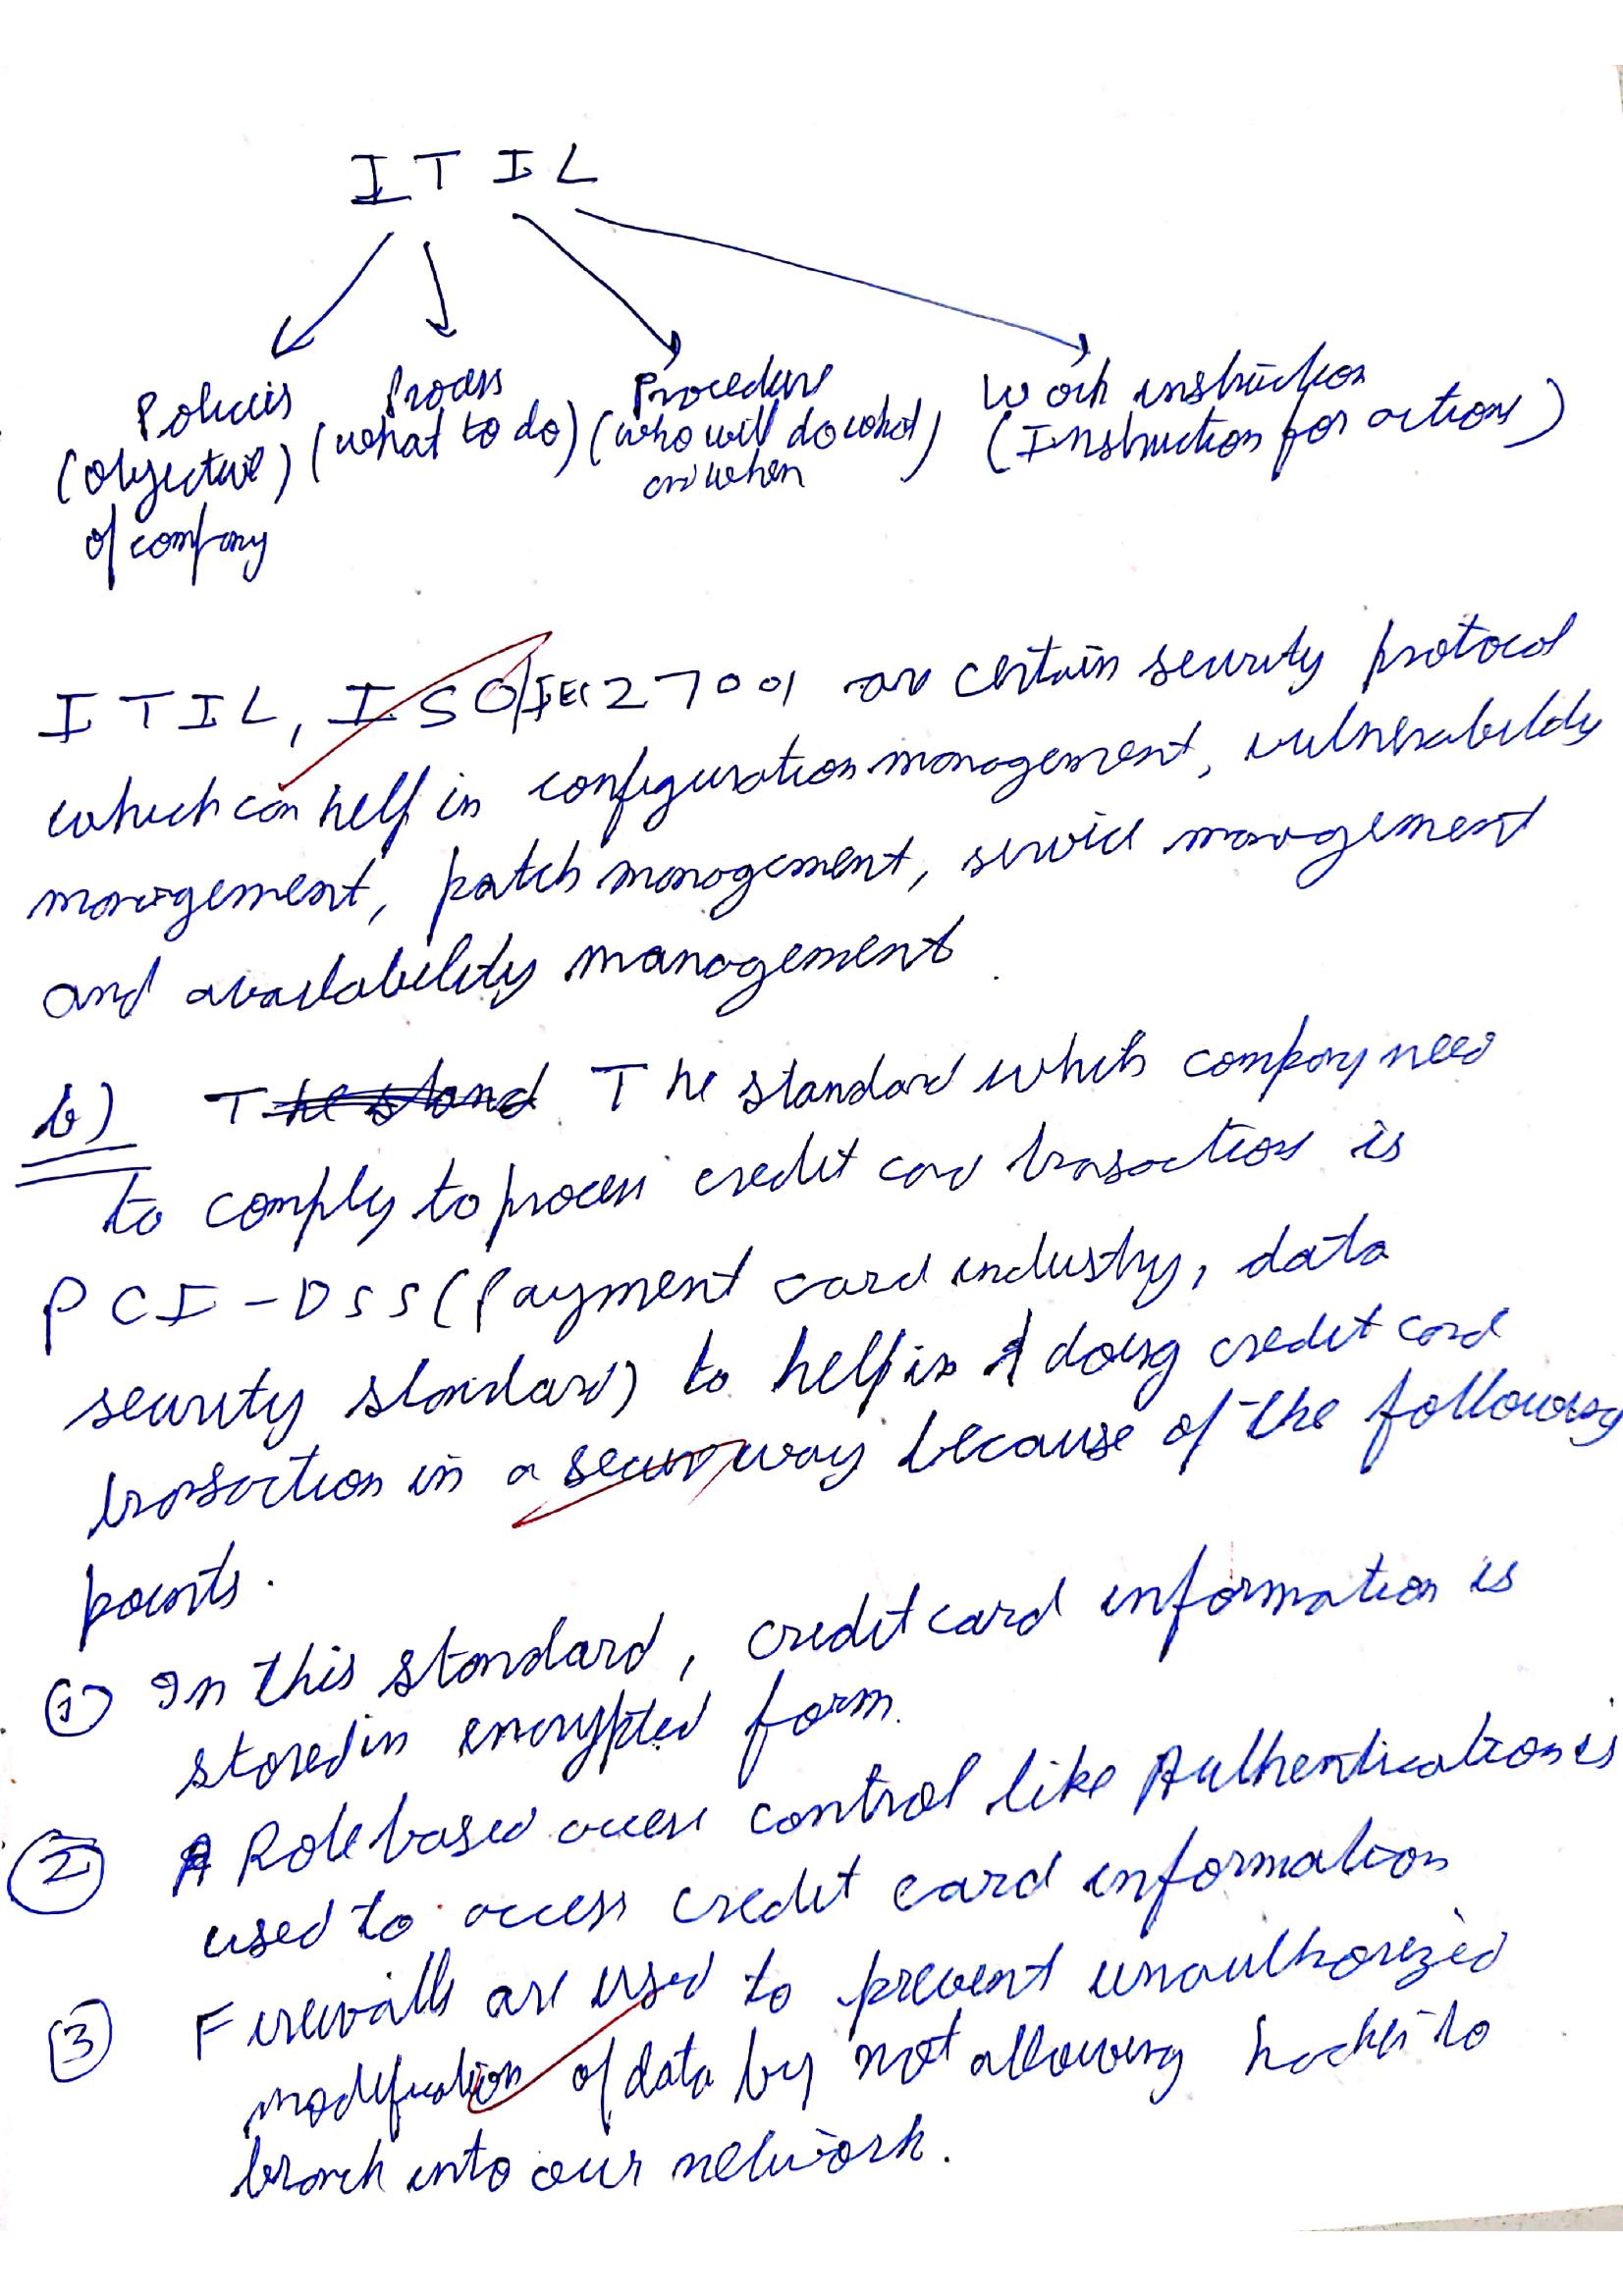 ITIL
Policies Process Procedure Work instruction
(objective) (what to do) (who will do what) (Instruction for actions)
of company and when
ITIL, ISO/IEC 27001 are certain security protocol
which can help in configuration management, vulnerability
management, patch management, service management
and availability management.
b) The stand The standard which company need
to comply to process credit card transaction is
PCI-DSS (Payment card industry, data
security standard) to help in doing credit card
transaction in a secure way because of the following
points.
① In this standard, credit card information is
stored in encrypted form.
② A Role based access control like Authentication is
used to access credit card information
③ Firewalls are used to prevent unauthorized
modification of data by not allowing to
into our network.